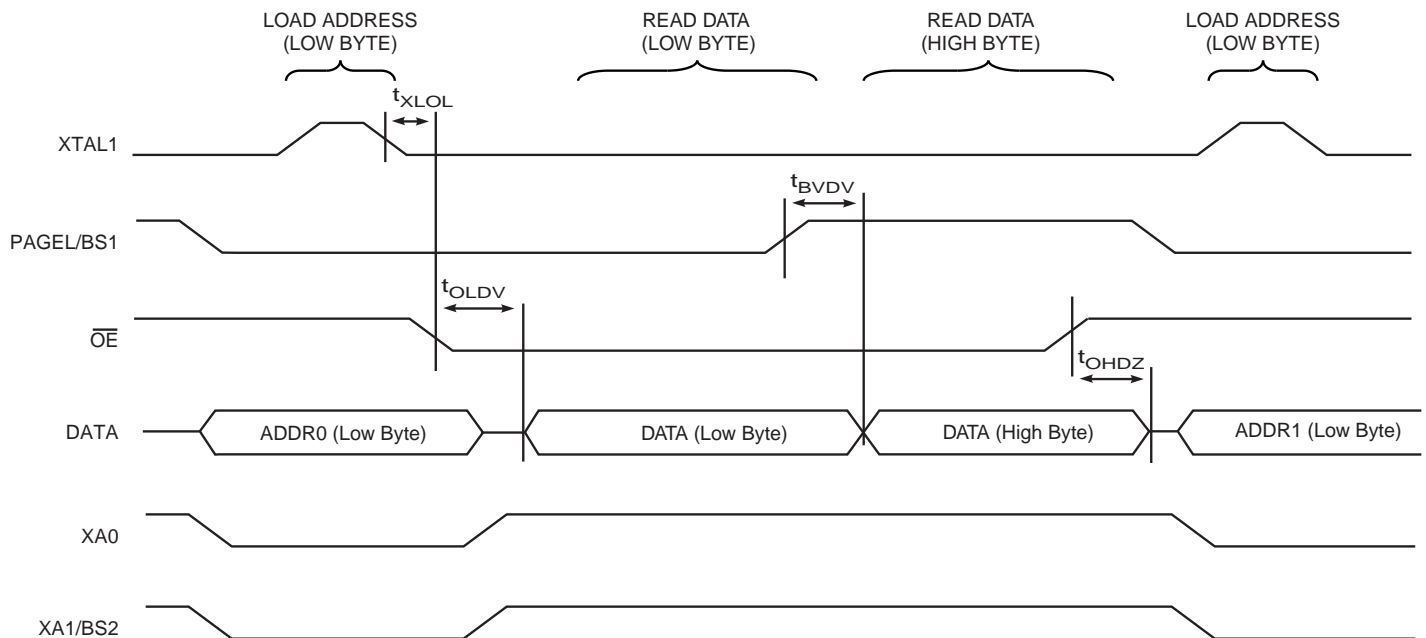 LOAD ADDRESS
(LOW BYTE)
READ DATA
(LOW BYTE)
READ DATA
(HIGH BYTE)
LOAD ADDRESS
(LOW BYTE)
tXLOL
XTAL1
tBVDV
PAGEL/BS1
tOLDV
OE
tOHDZ
DATA
ADDR0 (Low Byte)
DATA (Low Byte)
DATA (High Byte)
ADDR1 (Low Byte)
XA0
XA1/BS2